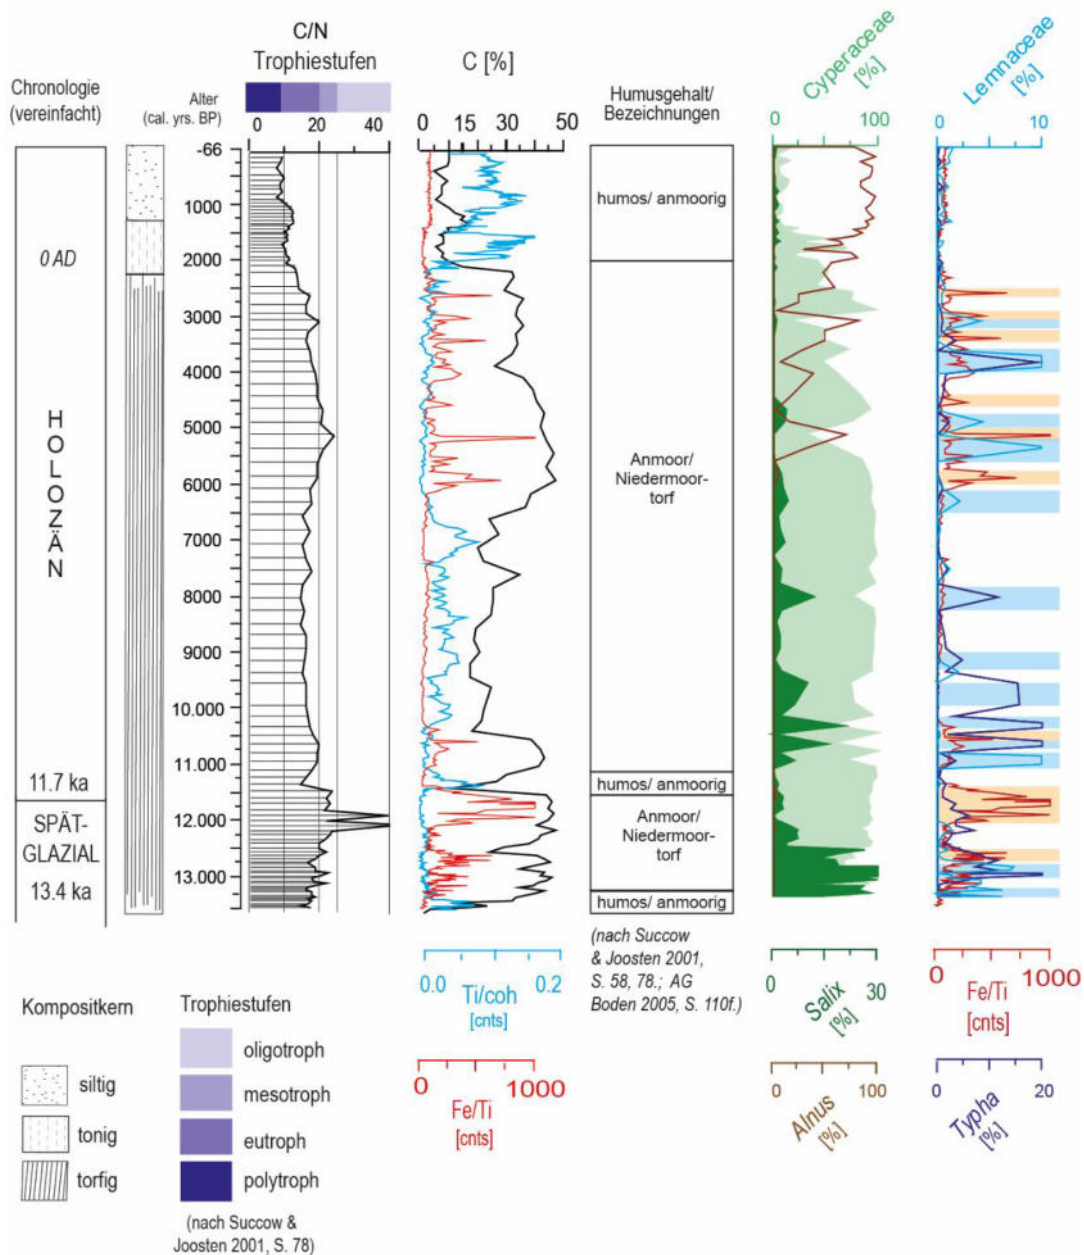 C/N
Trophiestufen
C [%]
Cyperaceae
[%]
Lemnaceae
[%]
Chronologie
(vereinfacht)
Alter
(cal. yrs. BP)
Humusgehalt/
Bezeichnungen
0 20 40
0 15 30 50
0 100
0 10
-66
1000
0 AD
2000
3000
4000
5000
6000
7000
8000
9000
10.000
11.000
12.000
13.000
HOLOZÄN
11.7 ka
SPÄT-
GLAZIAL
13.4 ka
humos/ anmoorig
Anmoor/
Niedermoor-
torf
humos/ anmoorig
Anmoor/
Niedermoor-
torf
humos/ anmoorig
(nach Succow
& Joosten 2001,
S. 58, 78.; AG
Boden 2005, S. 110f.)
0.0 Ti/coh 0.2
[cnts]
0 1000
Fe/Ti
[cnts]
0 30
Salix
[%]
0 100
Alnus
[%]
0 1000
Fe/Ti
[cnts]
0 20
Typha
[%]
Kompositkern
siltig
tonig
torfig
Trophiestufen
oligotroph
mesotroph
eutroph
polytroph
(nach Succow &
Joosten 2001, S. 78)